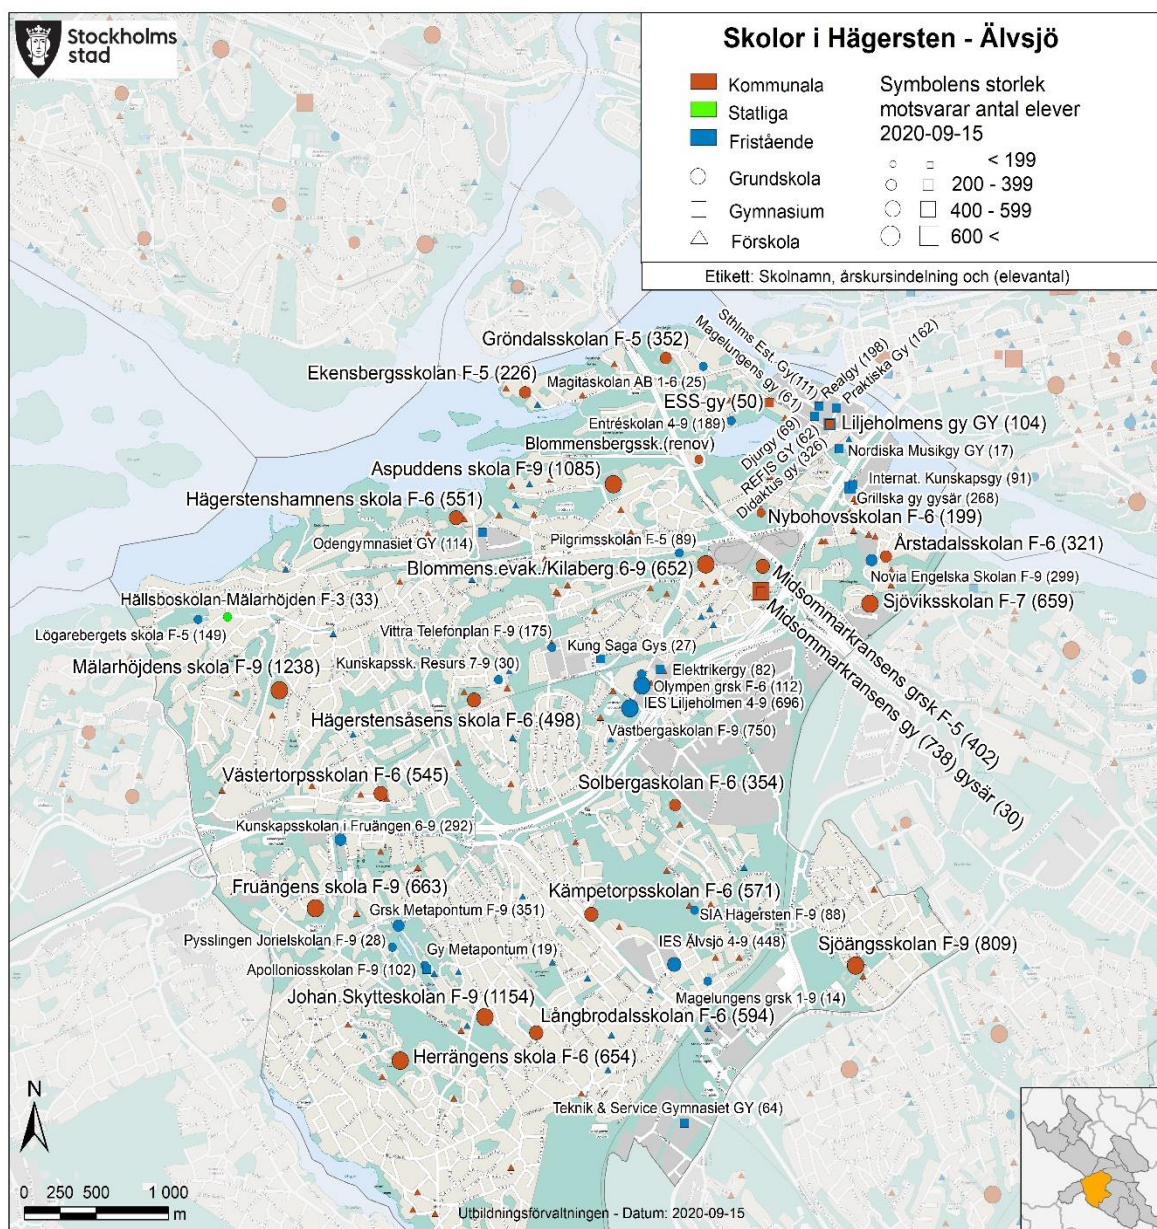 Stockholms
stad
Skolor i Hägersten - Älvsjö
Kommunala
Statliga
Fristående
Grundskola
Gymnasium
Förskola
Symbolens storlek
motsvarar antal elever
2020-09-15
< 199
200 - 399
400 - 599
600 <
Etikett: Skolnamn, årskursindelning och (elevantal)
Gröndalsskolan F-5 (352)
Sthlms Est. Gy(111)
Magelungens gy (61)
Realgy (198)
Praktiska Gy (162)
Ekensbergsskolan F-5 (226)
Magitaskolan AB 1-6 (25)
ESS-gy (50)
Entréskolan 4-9 (189)
Liljeholmens gy GY (104)
Djurgy (69)
REFIS GY (62)
Didaktus gy (326)
Blommensbergssk.(renov)
Nordiska Musikgy GY (17)
Aspuddens skola F-9 (1085)
Internat. Kunskapsgy (91)
Grillska gy gysär (268)
Hägerstenshamnens skola F-6 (551)
Nybohovsskolan F-6 (199)
Odengymnasiet GY (114)
Pilgrimsskolan F-5 (89)
Årstadalsskolan F-6 (321)
Blommens.evak./Kilaberg 6-9 (652)
Novia Engelska Skolan F-9 (299)
Hällsboskolan-Mälarhöjden F-3 (33)
Sjöviksskolan F-7 (659)
Lögarebergets skola F-5 (149)
Vittra Telefonplan F-9 (175)
Kung Saga Gys (27)
Midsommarkransens grsk F-5 (402)
Midsommarkransens gy (738) gysär (30)
Mälarhöjdens skola F-9 (1238)
Kunskapssk. Resurs 7-9 (30)
Elektrikergy (82)
Olympen grsk F-6 (112)
IES Liljeholmen 4-9 (696)
Hägerstensåsens skola F-6 (498)
Västbergaskolan F-9 (750)
Västertorpsskolan F-6 (545)
Solbergaskolan F-6 (354)
Kunskapsskolan i Fruängen 6-9 (292)
Fruängens skola F-9 (663)
Kämpetorpsskolan F-6 (571)
Grsk Metapontum F-9 (351)
SIA Hägersten F-9 (88)
Pysslingen Jorielskolan F-9 (28)
Gy Metapontum (19)
IES Älvsjö 4-9 (448)
Sjöängsskolan F-9 (809)
Apolloniosskolan F-9 (102)
Johan Skytteskolan F-9 (1154)
Magelungens grsk 1-9 (14)
Långbrodalsskolan F-6 (594)
Herrängens skola F-6 (654)
Teknik & Service Gymnasiet GY (64)
N
0 250 500 1 000
m
Utbildningsförvaltningen - Datum: 2020-09-15